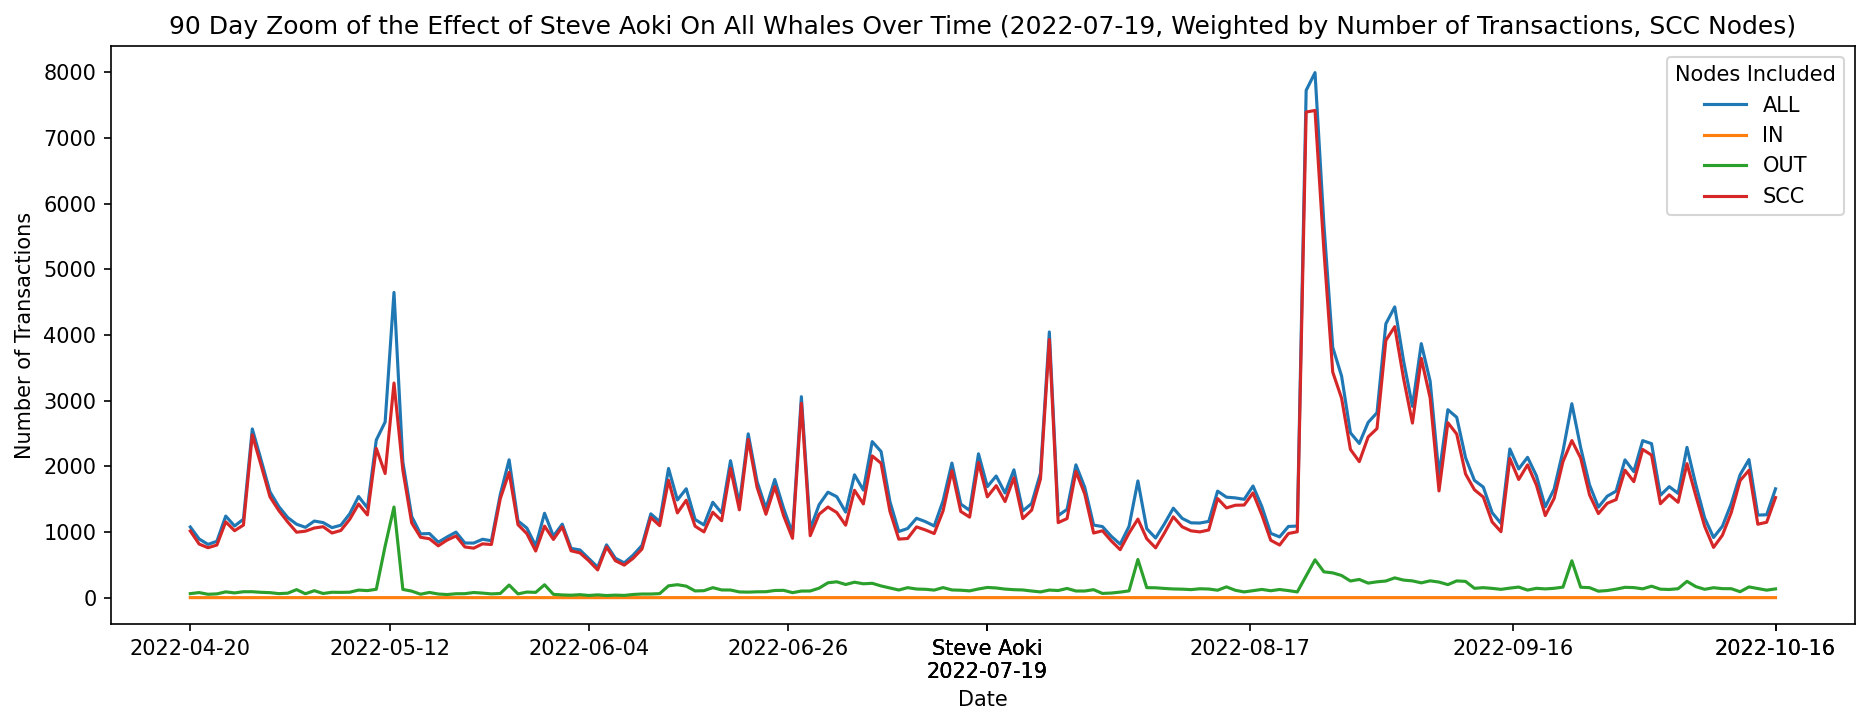 90 Day Zoom of the Effect of Steve Aoki On All Whales Over Time (2022-07-19, Weighted by Number of Transactions, SCC Nodes)
Nodes Included
ALL
IN
OUT
SCC
Number of Transactions
8000
7000
6000
5000
4000
3000
2000
1000
0
2022-04-20
2022-05-12
2022-06-04
2022-06-26
Steve Aoki
2022-07-19
2022-08-17
2022-09-16
2022-10-16
Date